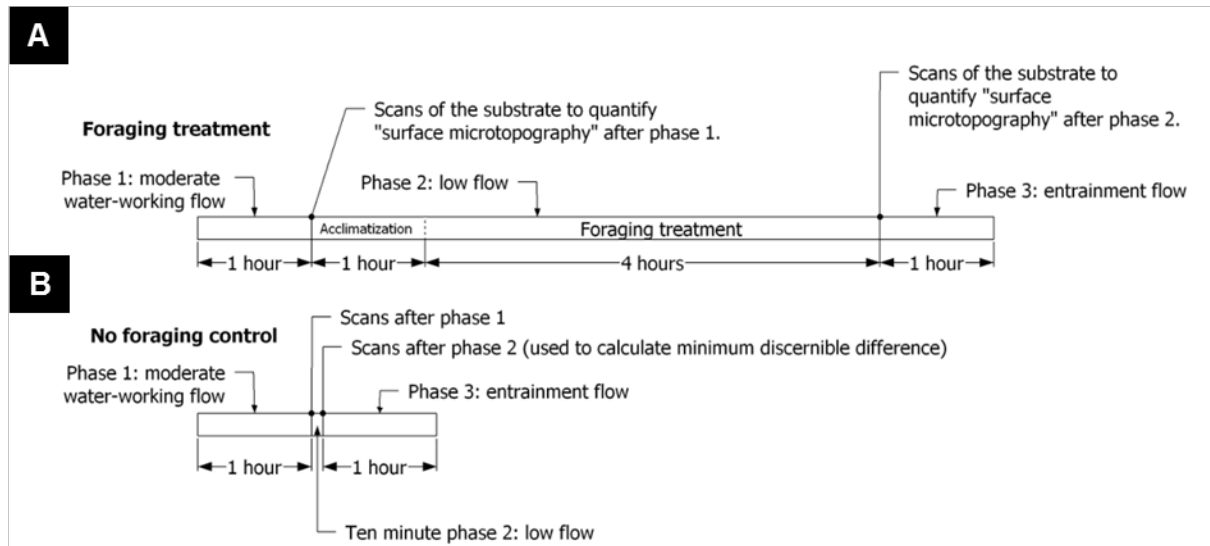 A
Foraging treatment
Scans of the substrate to quantify
"surface microtopography" after phase 1.
Scans of the substrate to
quantify "surface
microtopography" after phase 2.
Phase 1: moderate
water-working flow
Phase 2: low flow
Phase 3: entrainment flow
Acclimatization
Foraging treatment
1 hour
1 hour
4 hours
1 hour
B
No foraging control
Scans after phase 1
Scans after phase 2 (used to calculate minimum discernible difference)
Phase 1: moderate
water-working flow
Phase 3: entrainment flow
1 hour
1 hour
Ten minute phase 2: low flow